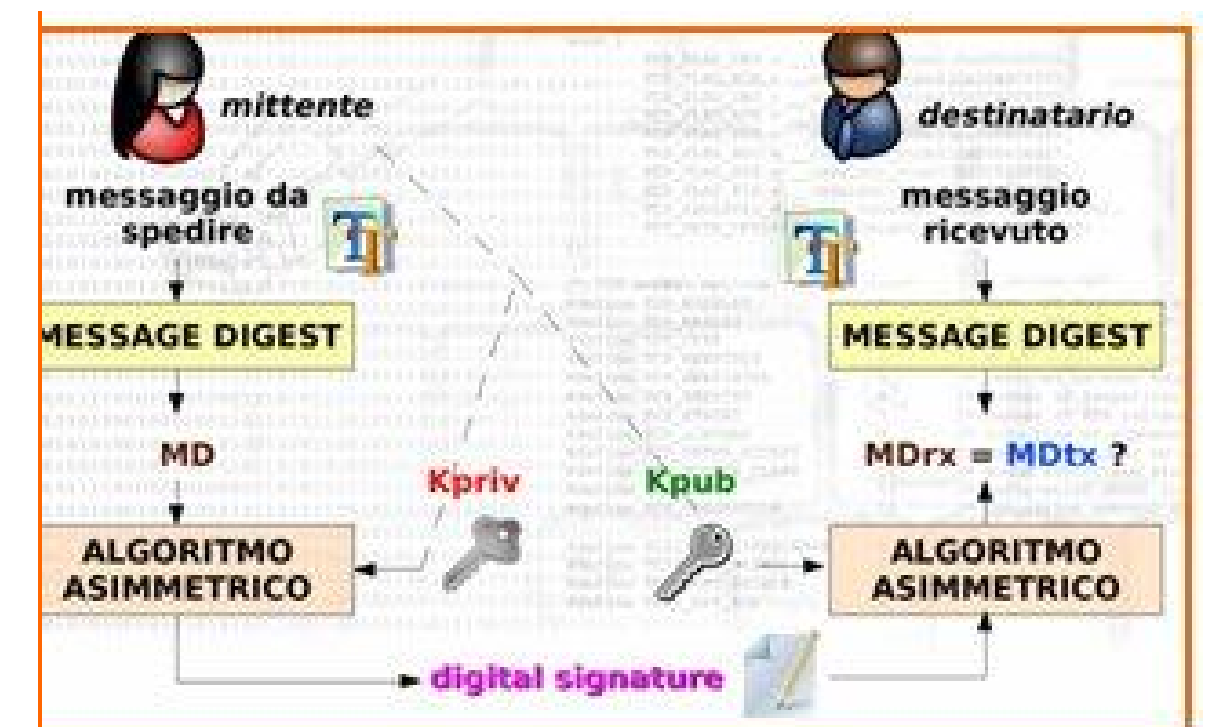 mittente
messaggio da
spedire
MESSAGE DIGEST
MD
ALGORITMO
ASIMMETRICO
Kpriv
Kpub
digital signature
destinatario
messaggio
ricevuto
MESSAGE DIGEST
MDrx = MDtx ?
ALGORITMO
ASIMMETRICO